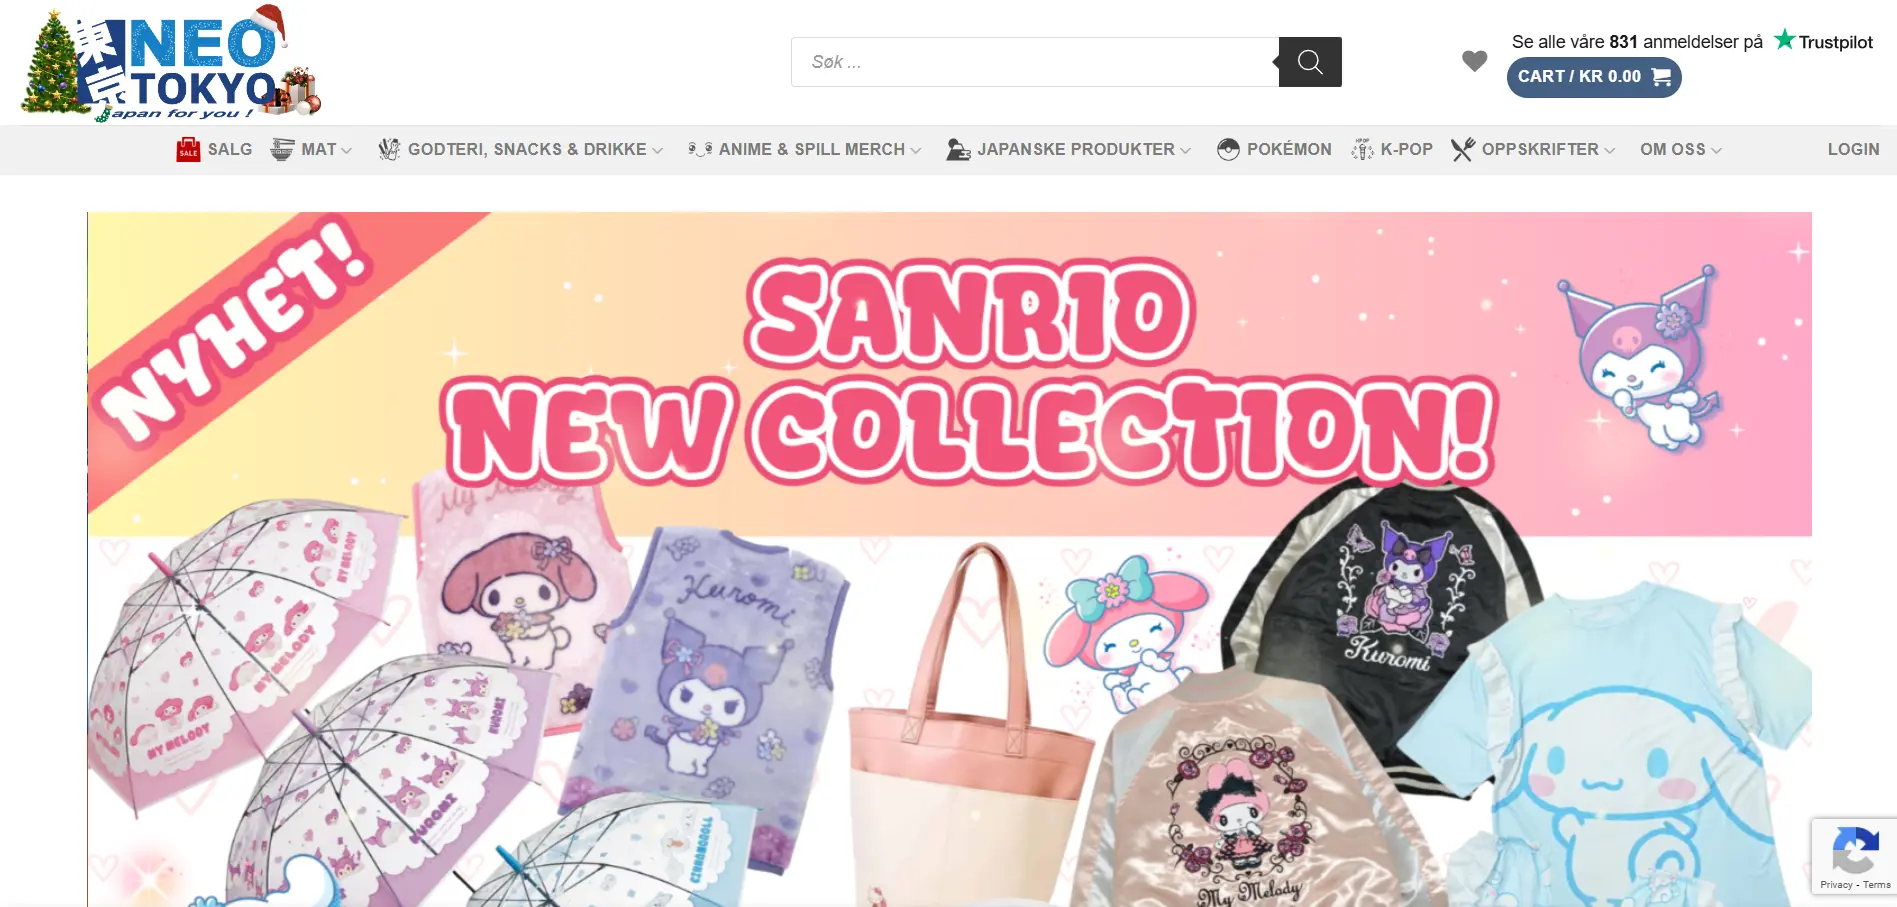 東京
NEO
TOKYO
Japan for you !
Søk ...
Se alle våre 831 anmeldelser på Trustpilot
CART / KR 0.00
SALE
SALG
MAT
GODTERI, SNACKS & DRIKKE
ANIME & SPILL MERCH
JAPANSKE PRODUKTER
POKÉMON
K-POP
OPPSKRIFTER
OM OSS
LOGIN
NYHET!
SANRIO
NEW COLLECTION!
My Melody
MY MELODY
MY MELODY
MY MELODY
Kuromi
Kuromi
KUROMI
KUROMI
CINNAMOROLL
My Melody
Privacy - Terms